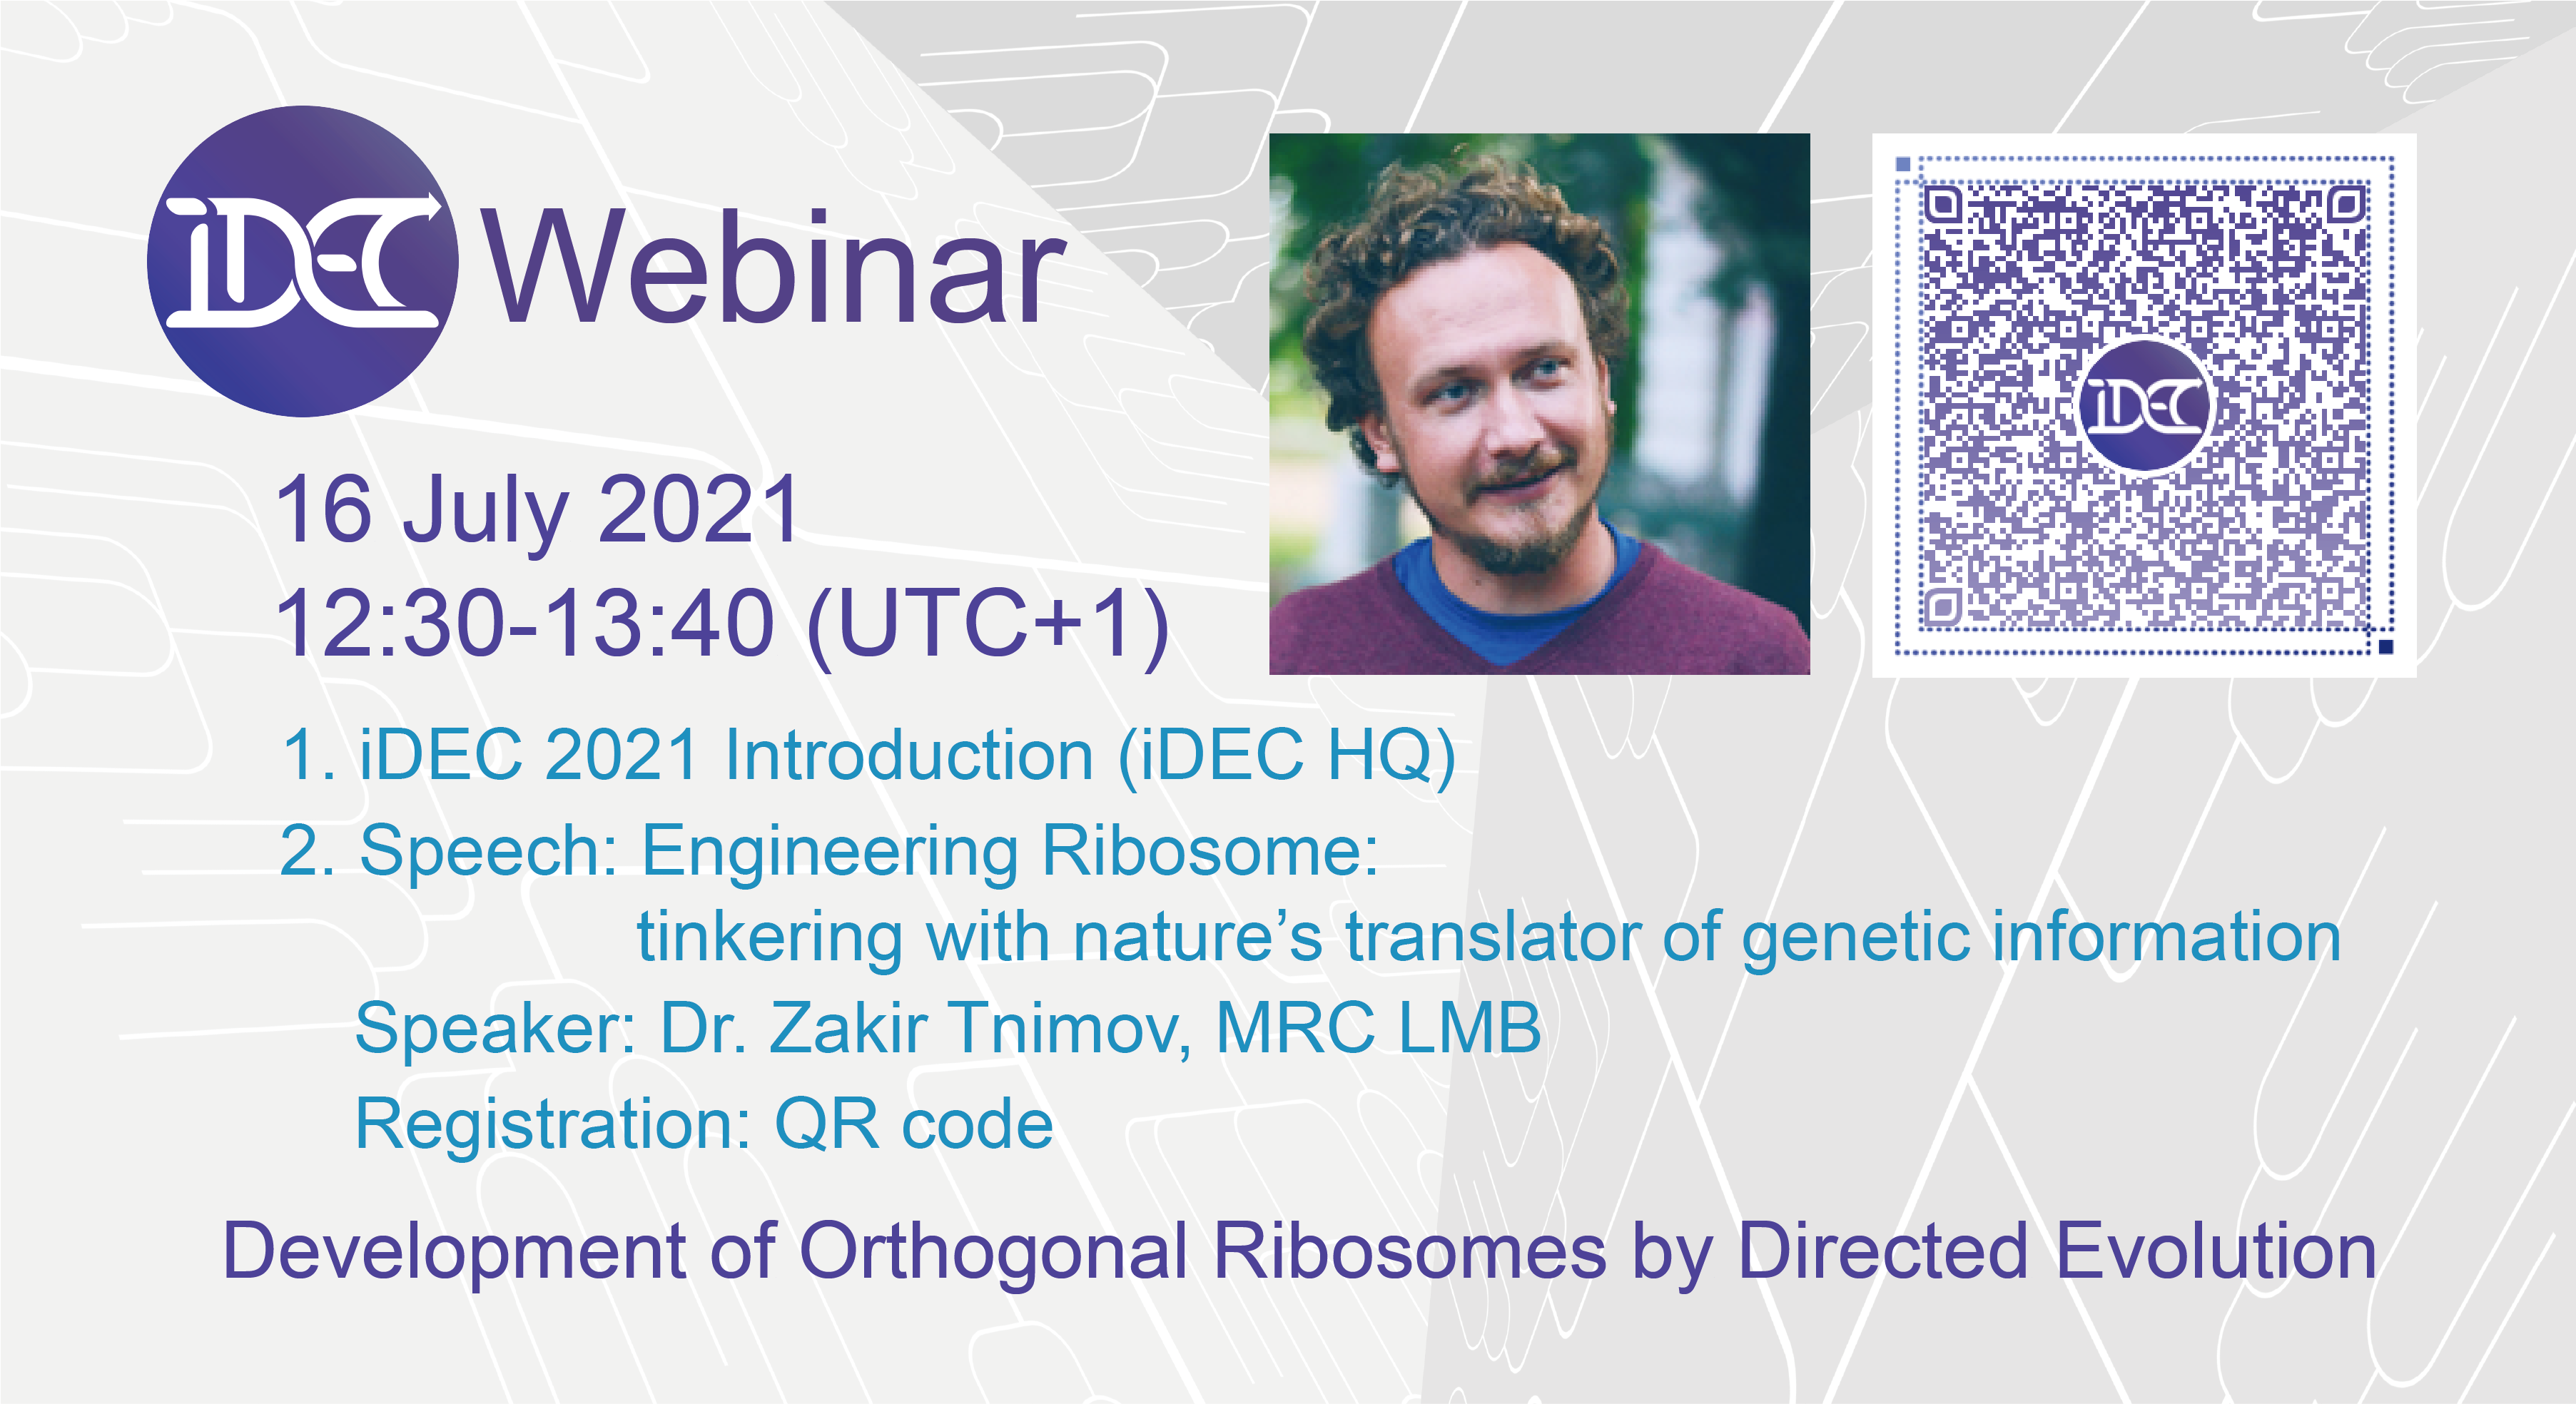 iDEC Webinar
16 July 2021
12:30-13:40 (UTC+1)
iDEC
1. iDEC 2021 Introduction (iDEC HQ)
2. Speech: Engineering Ribosome:
tinkering with nature’s translator of genetic information
Speaker: Dr. Zakir Tnimov, MRC LMB
Registration: QR code
Development of Orthogonal Ribosomes by Directed Evolution